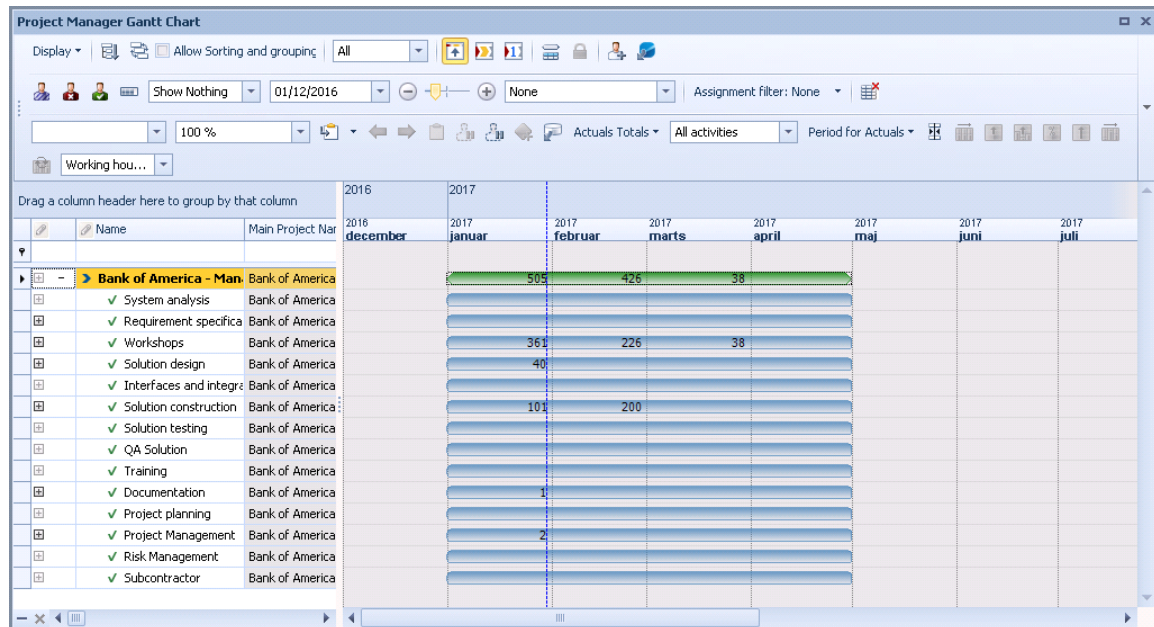 Project Manager Gantt Chart
Display Allow Sorting and grouping All
Show Nothing 01/12/2016 None Assignment filter: None
100 % Actuals Totals All activities Period for Actuals
Working hou...
Drag a column header here to group by that column 2016 2017
Name Main Project Nar 2016 december 2017 januar 2017 februar 2017 marts 2017 april 2017 maj 2017 juni 2017 juli
Bank of America - Man Bank of America 505 426 38
System analysis Bank of America
Requirement specifica Bank of America
Workshops Bank of America 361 226 38
Solution design Bank of America 40
Interfaces and integra Bank of America
Solution construction Bank of America 101 200
Solution testing Bank of America
QA Solution Bank of America
Training Bank of America
Documentation Bank of America 1
Project planning Bank of America
Project Management Bank of America 2
Risk Management Bank of America
Subcontractor Bank of America